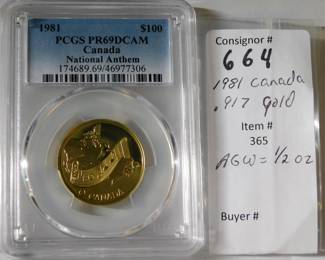 1981 $100
PCGS PR69DCAM
Canada
National Anthem
174689.69/46977306
O CANADA
Consignor #
664
1981 Canada
.917 gold
Item #
365
AGW = 1/2 oz
Buyer #